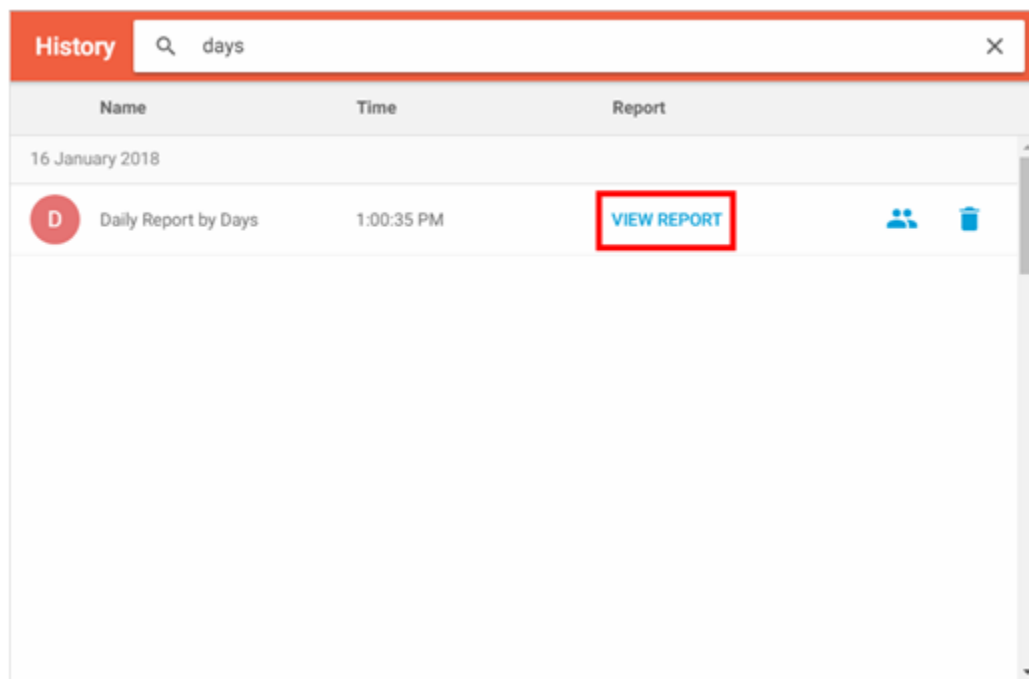 History days
Name Time Report
16 January 2018
D Daily Report by Days 1:00:35 PM VIEW REPORT